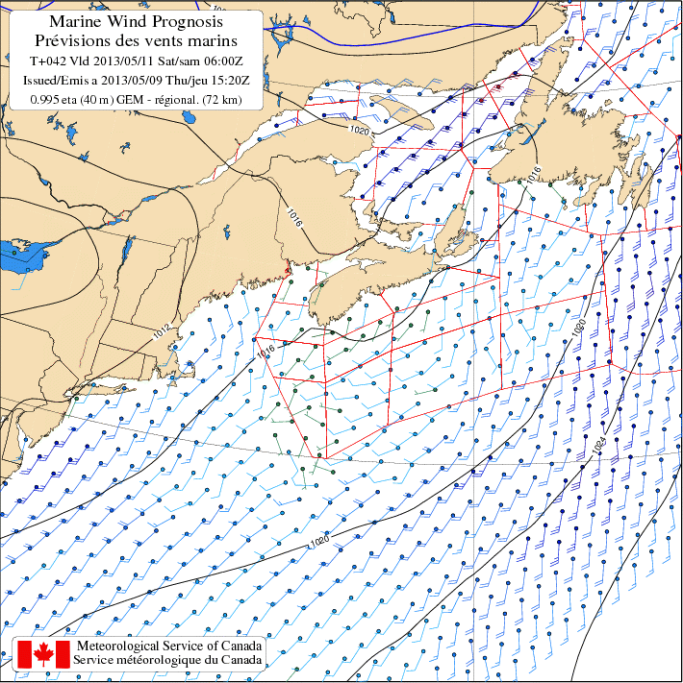 Marine Wind Prognosis
Prévisions des vents marins
T+042 Vld 2013/05/11 Sat/sam 06:00Z
Issued/Emis a 2013/05/09 Thu/jeu 15:20Z
0.995 eta (40 m) GEM - régional. (72 km)
1020
1016
1016
1012
1016
1020
1024
1020
Meteorological Service of Canada
Service météorologique du Canada